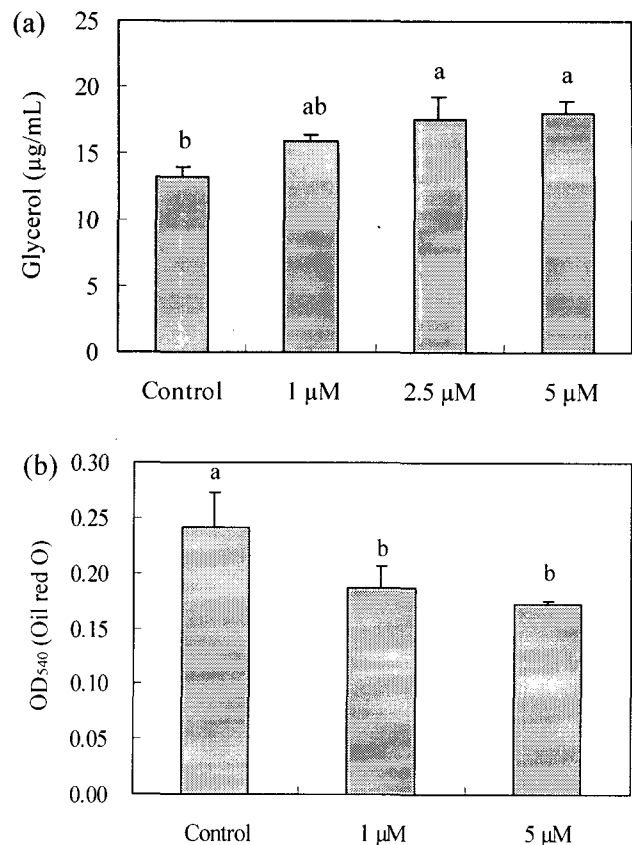 (a)
25
20
15
10
5
0
Glycerol (µg/mL)
b
ab
a
a
Control 1 µM 2.5 µM 5 µM
(b)
0.30
0.25
0.20
0.15
0.10
0.05
0.00
OD₅₄₀ (Oil red O)
a
b
b
Control 1 µM 5 µM